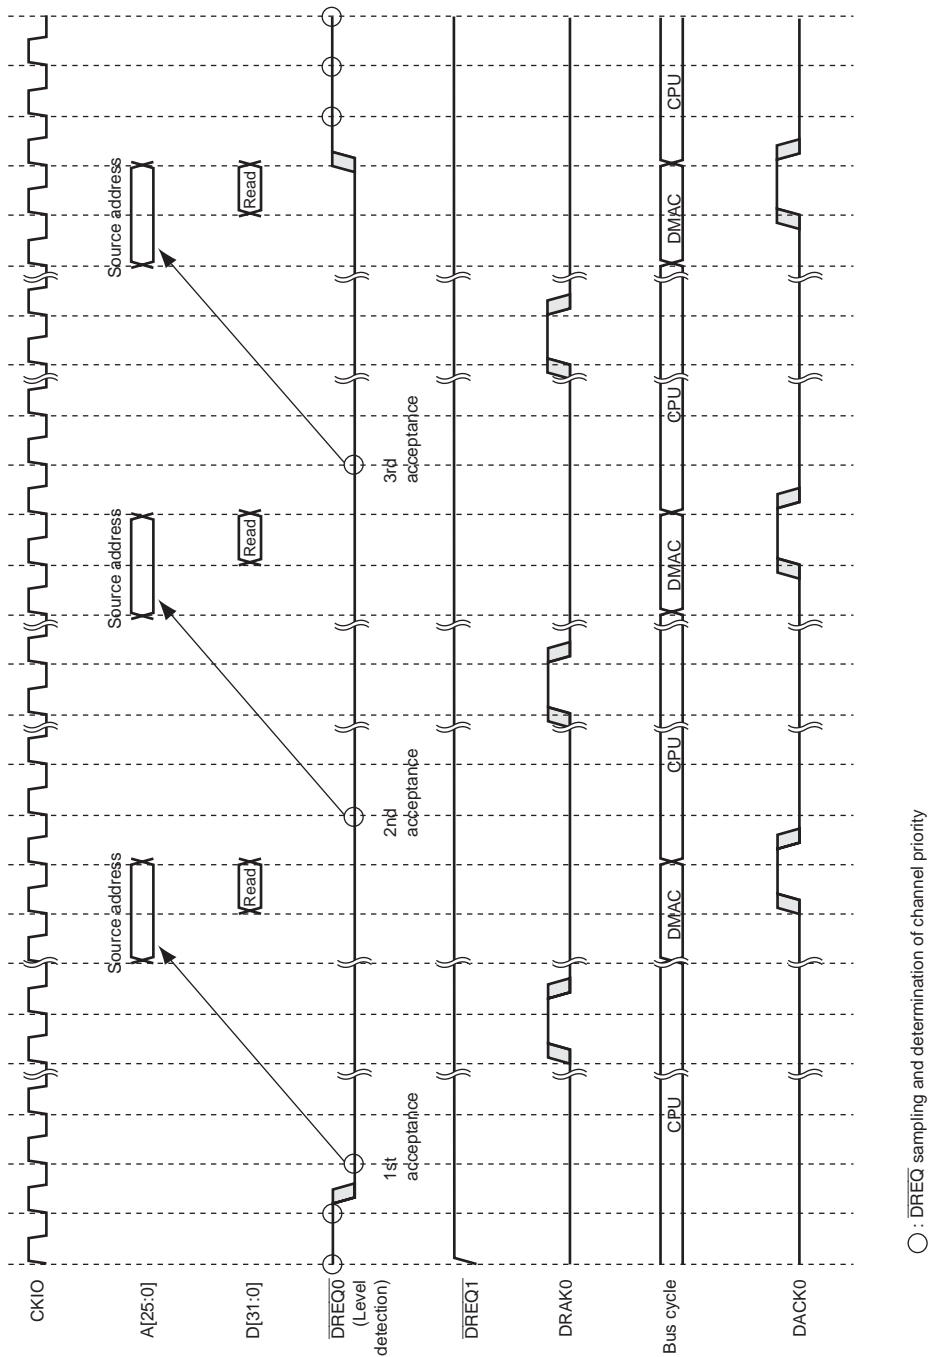 CKIO
A[25:0]
Source address
Source address
Source address
D[31:0]
Read
Read
Read
DREQ0
(Level
detection)
1st
acceptance
2nd
acceptance
3rd
acceptance
DREQ1
DRAK0
Bus cycle
CPU
DMAC
CPU
DMAC
CPU
DMAC
CPU
DACK0
: DREQ sampling and determination of channel priority